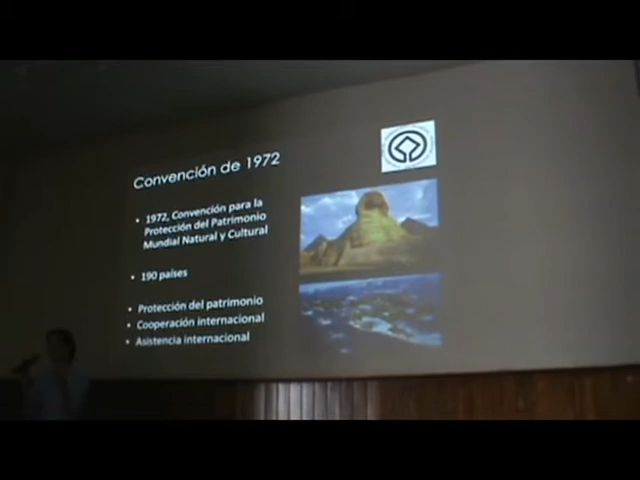 Convención de 1972
• 1972, Convención para la
Protección del Patrimonio
Mundial Natural y Cultural
• 190 países
• Protección del patrimonio
• Cooperación internacional
• Asistencia internacional